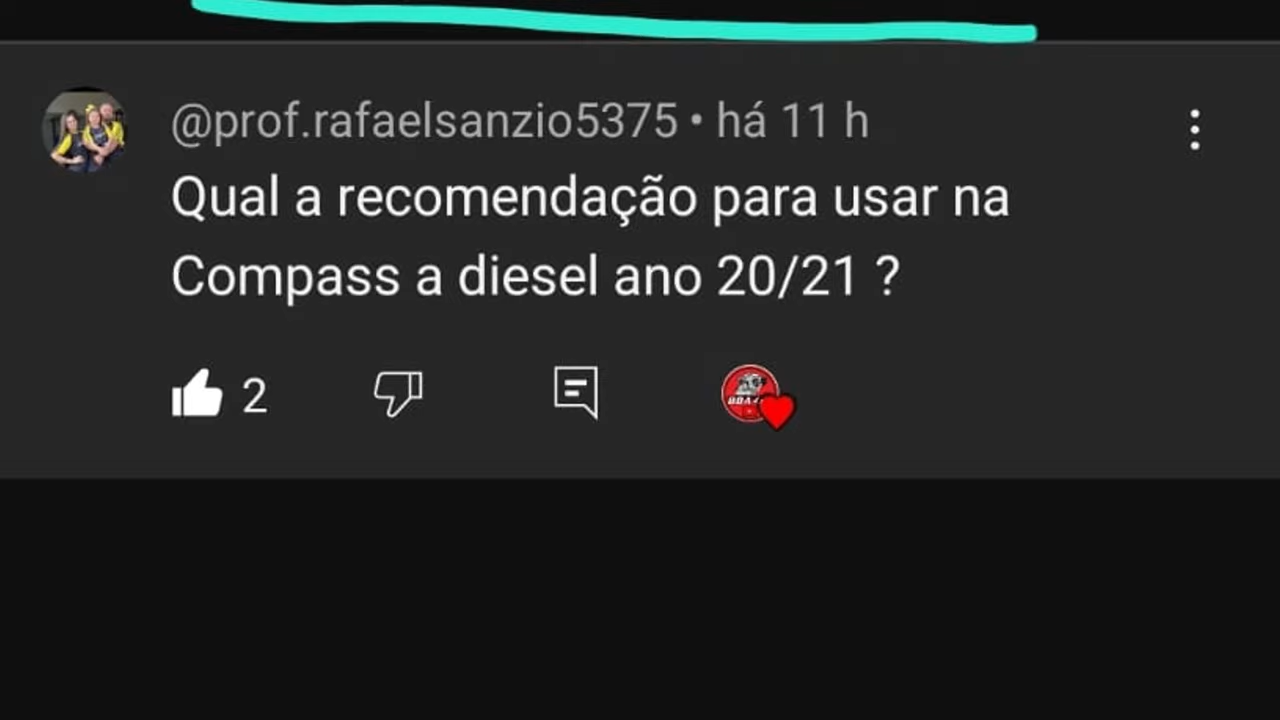 @prof.rafaelsanzio5375 • há 11 h
Qual a recomendação para usar na
Compass a diesel ano 20/21 ?
2